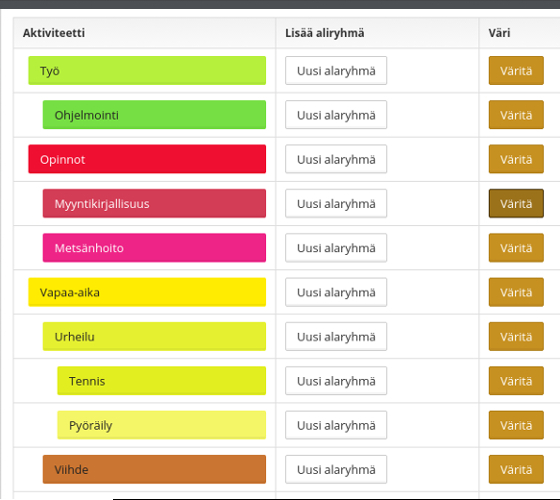 Aktiviteetti Lisää aliryhmä Väri
Työ Uusi alaryhmä Väritä
Ohjelmointi Uusi alaryhmä Väritä
Opinnot Uusi alaryhmä Väritä
Myyntikirjallisuus Uusi alaryhmä Väritä
Metsänhoito Uusi alaryhmä Väritä
Vapaa-aika Uusi alaryhmä Väritä
Urheilu Uusi alaryhmä Väritä
Tennis Uusi alaryhmä Väritä
Pyöräily Uusi alaryhmä Väritä
Viihde Uusi alaryhmä Väritä